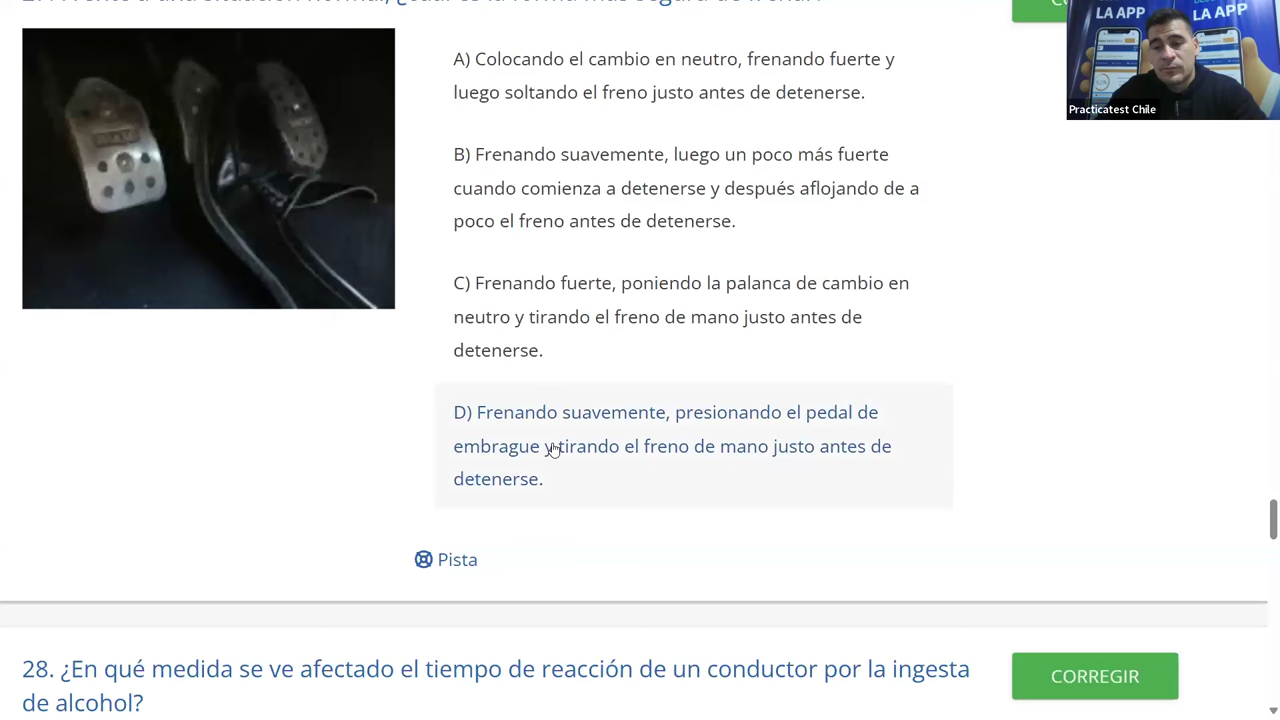 LA APP
LA APP
Practicatest Chile
A) Colocando el cambio en neutro, frenando fuerte y
luego soltando el freno justo antes de detenerse.
B) Frenando suavemente, luego un poco más fuerte
cuando comienza a detenerse y después aflojando de a
poco el freno antes de detenerse.
C) Frenando fuerte, poniendo la palanca de cambio en
neutro y tirando el freno de mano justo antes de
detenerse.
D) Frenando suavemente, presionando el pedal de
embrague y tirando el freno de mano justo antes de
detenerse.
Pista
28. ¿En qué medida se ve afectado el tiempo de reacción de un conductor por la ingesta
de alcohol?
CORREGIR